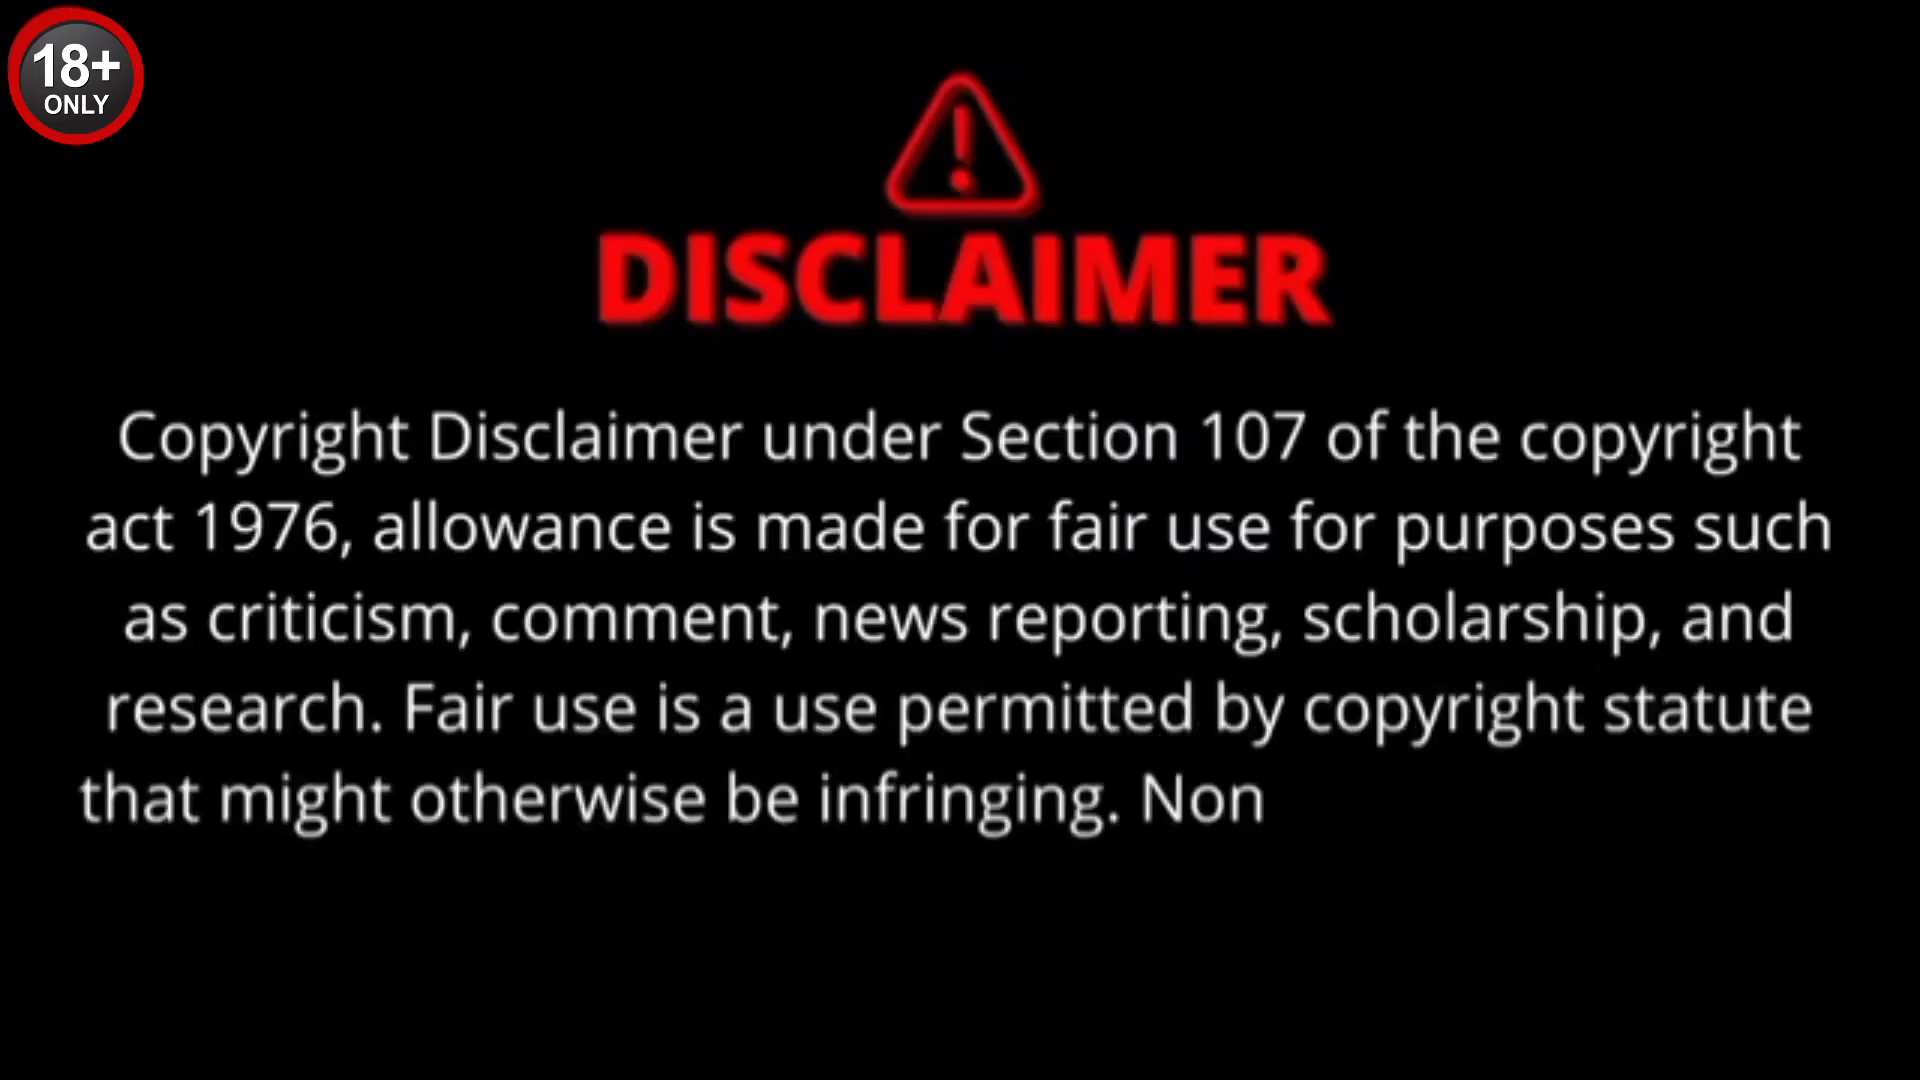 18+
ONLY
DISCLAIMER
Copyright Disclaimer under Section 107 of the copyright
act 1976, allowance is made for fair use for purposes such
as criticism, comment, news reporting, scholarship, and
research. Fair use is a use permitted by copyright statute
that might otherwise be infringing. Non